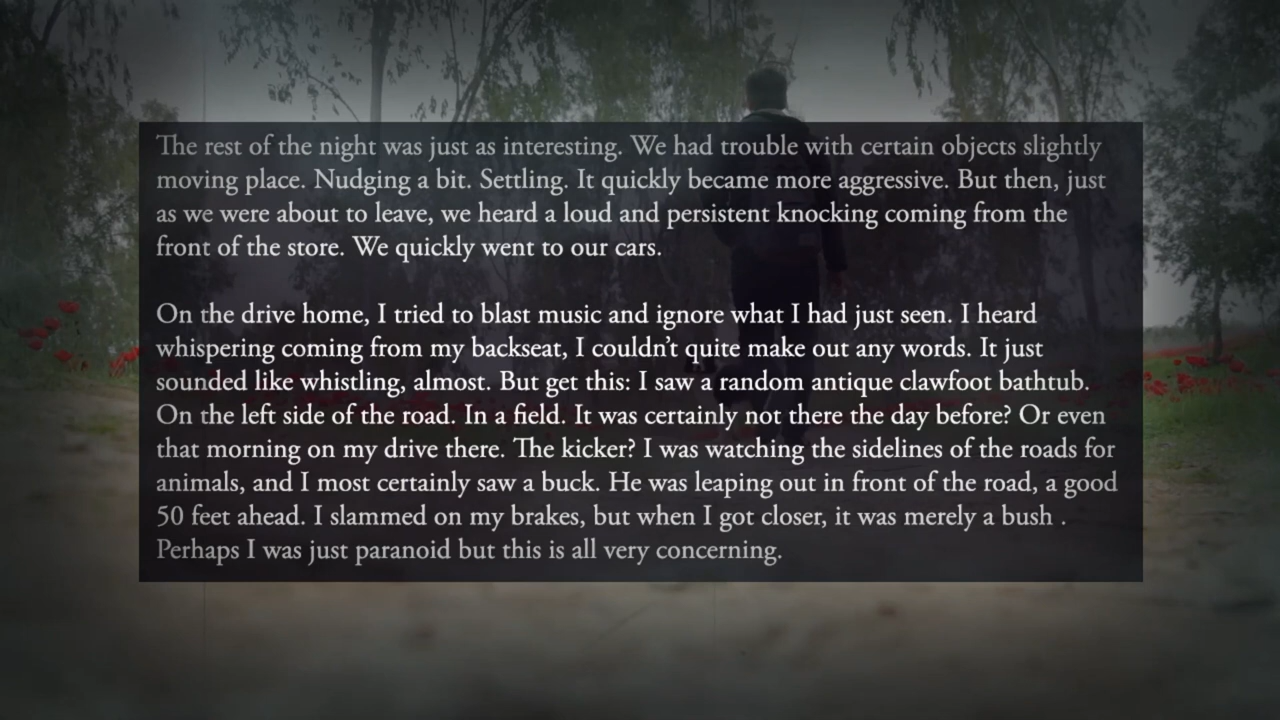 The rest of the night was just as interesting. We had trouble with certain objects slightly
moving place. Nudging a bit. Settling. It quickly became more aggressive. But then, just
as we were about to leave, we heard a loud and persistent knocking coming from the
front of the store. We quickly went to our cars.
On the drive home, I tried to blast music and ignore what I had just seen. I heard
whispering coming from my backseat, I couldn’t quite make out any words. It just
sounded like whistling, almost. But get this: I saw a random antique clawfoot bathtub.
On the left side of the road. In a field. It was certainly not there the day before? Or even
that morning on my drive there. The kicker? I was watching the sidelines of the roads for
animals, and I most certainly saw a buck. He was leaping out in front of the road, a good
50 feet ahead. I slammed on my brakes, but when I got closer, it was merely a bush .
Perhaps I was just paranoid but this is all very concerning.